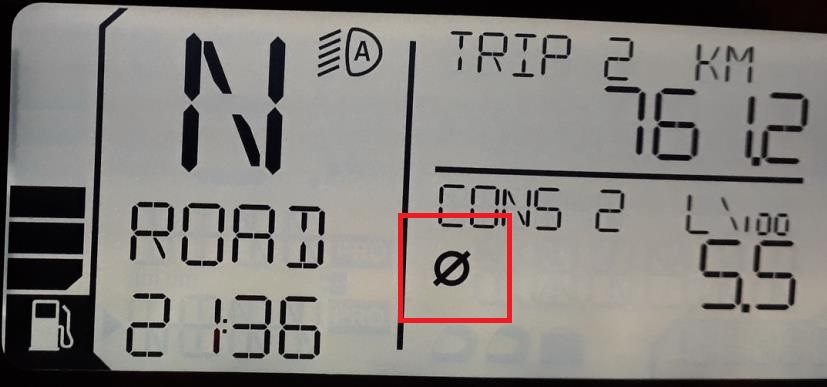 N
A
ROAD
21:36
TRIP 2 KM
761.2
CONS 2 L\100
Ø 5.5